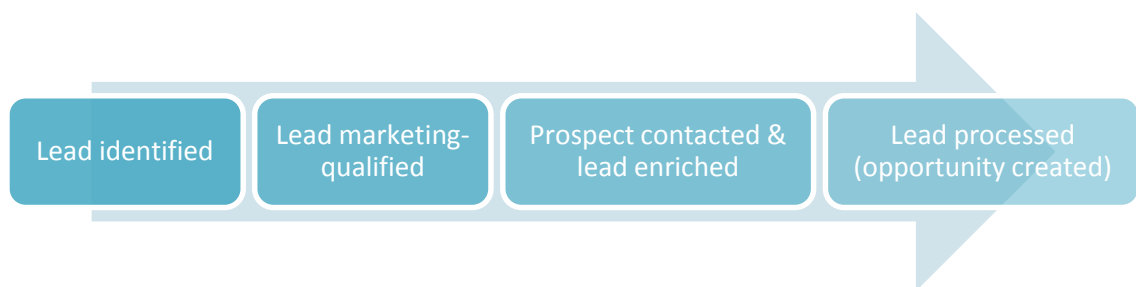 Lead identified
Lead marketing-
qualified
Prospect contacted &
lead enriched
Lead processed
(opportunity created)